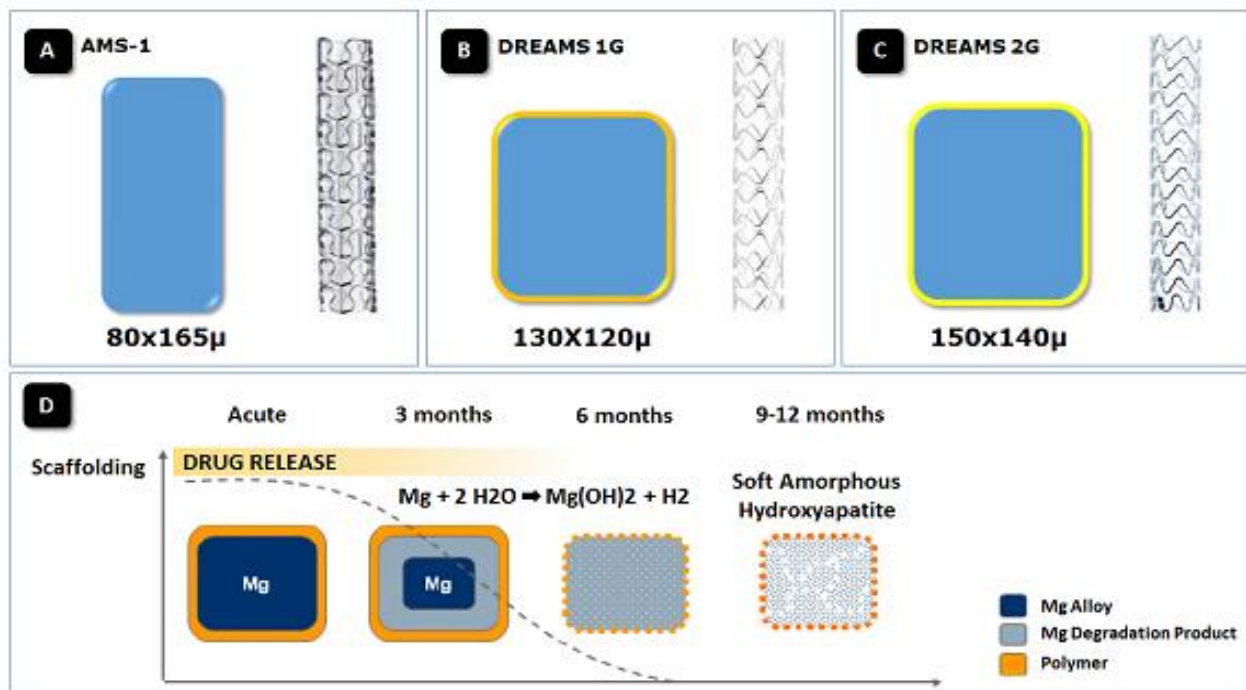 A AMS-1
80x165µ
B DREAMS 1G
130X120µ
C DREAMS 2G
150x140µ
D
Acute
3 months
6 months
9-12 months
Scaffolding
DRUG RELEASE
Mg + 2 H2O ➡ Mg(OH)2 + H2
Soft Amorphous
Hydroxyapatite
Mg
Mg
Mg Alloy
Mg Degradation Product
Polymer